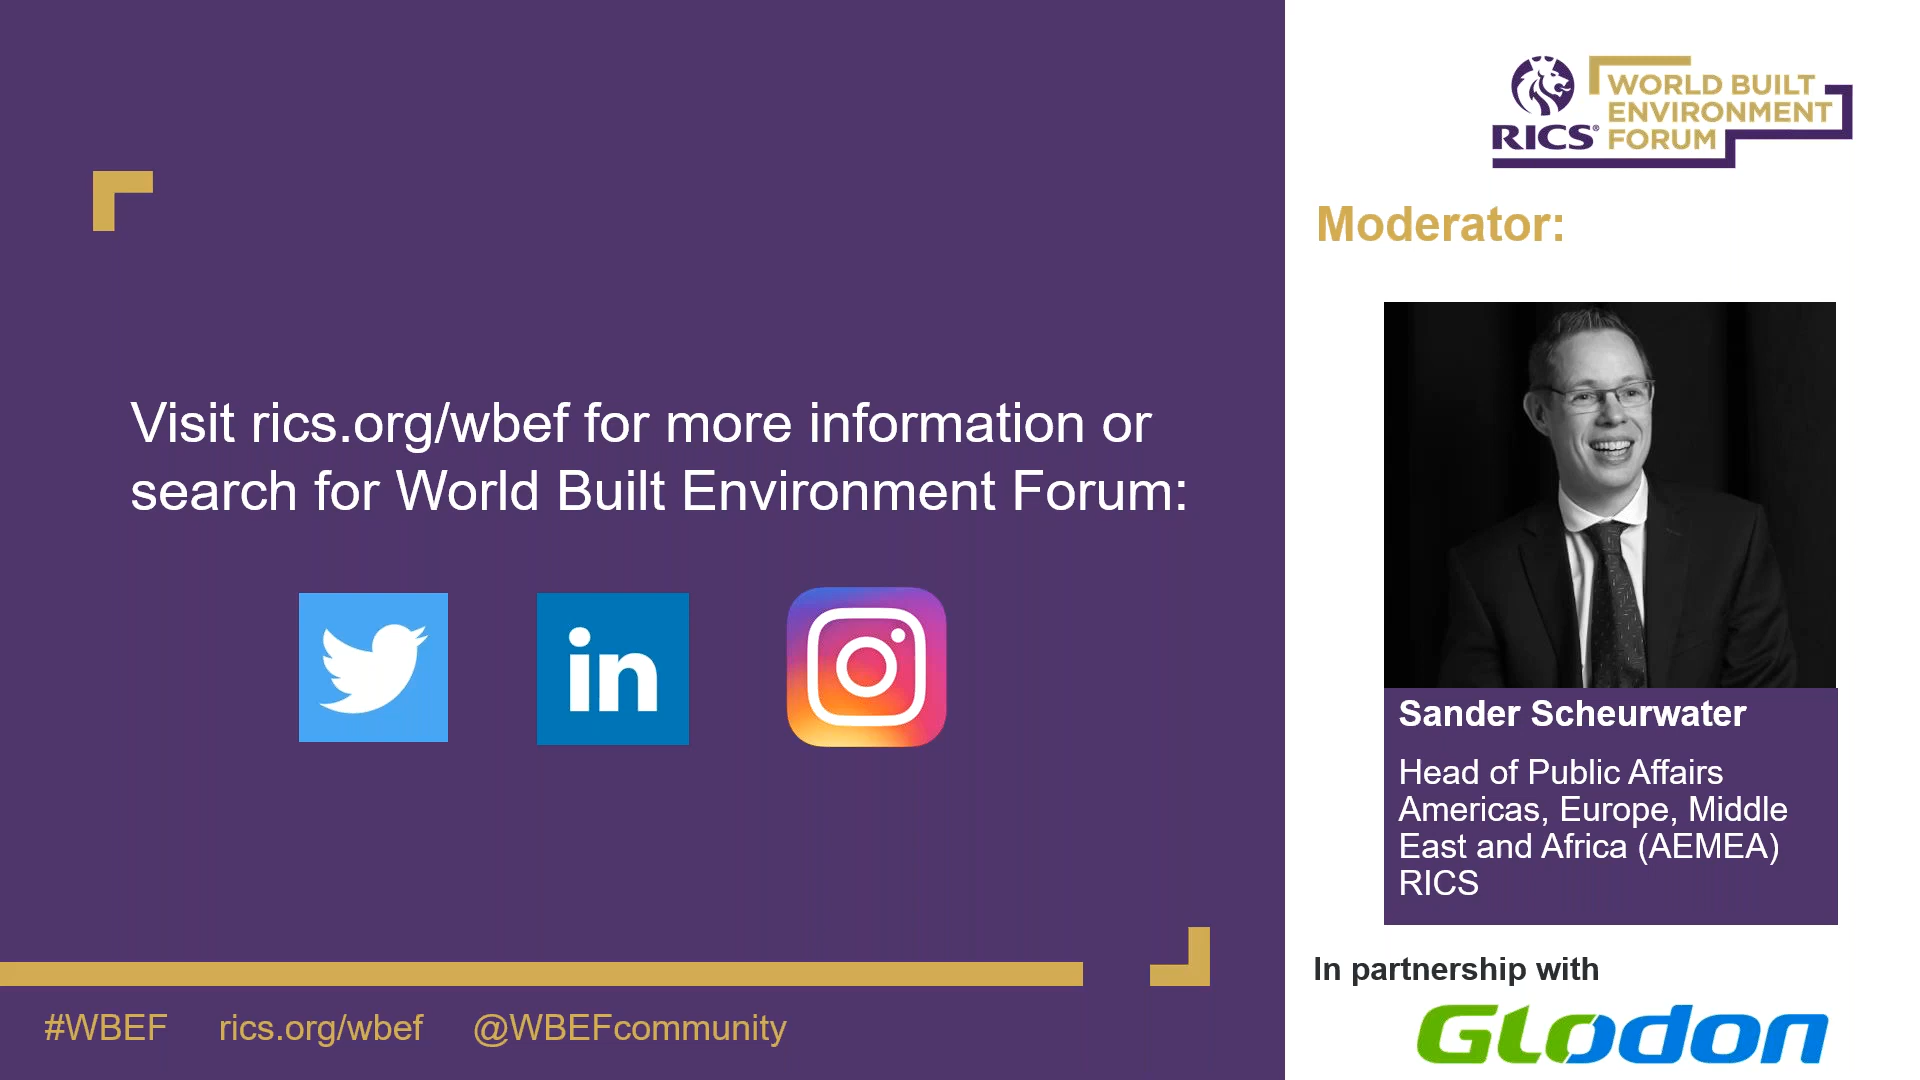 Visit rics.org/wbef for more information or
search for World Built Environment Forum:
in
#WBEF rics.org/wbef @WBEFcommunity
RICS®
WORLD BUILT
ENVIRONMENT
FORUM
Moderator:
Sander Scheurwater
Head of Public Affairs
Americas, Europe, Middle
East and Africa (AEMEA)
RICS
In partnership with
GLODON